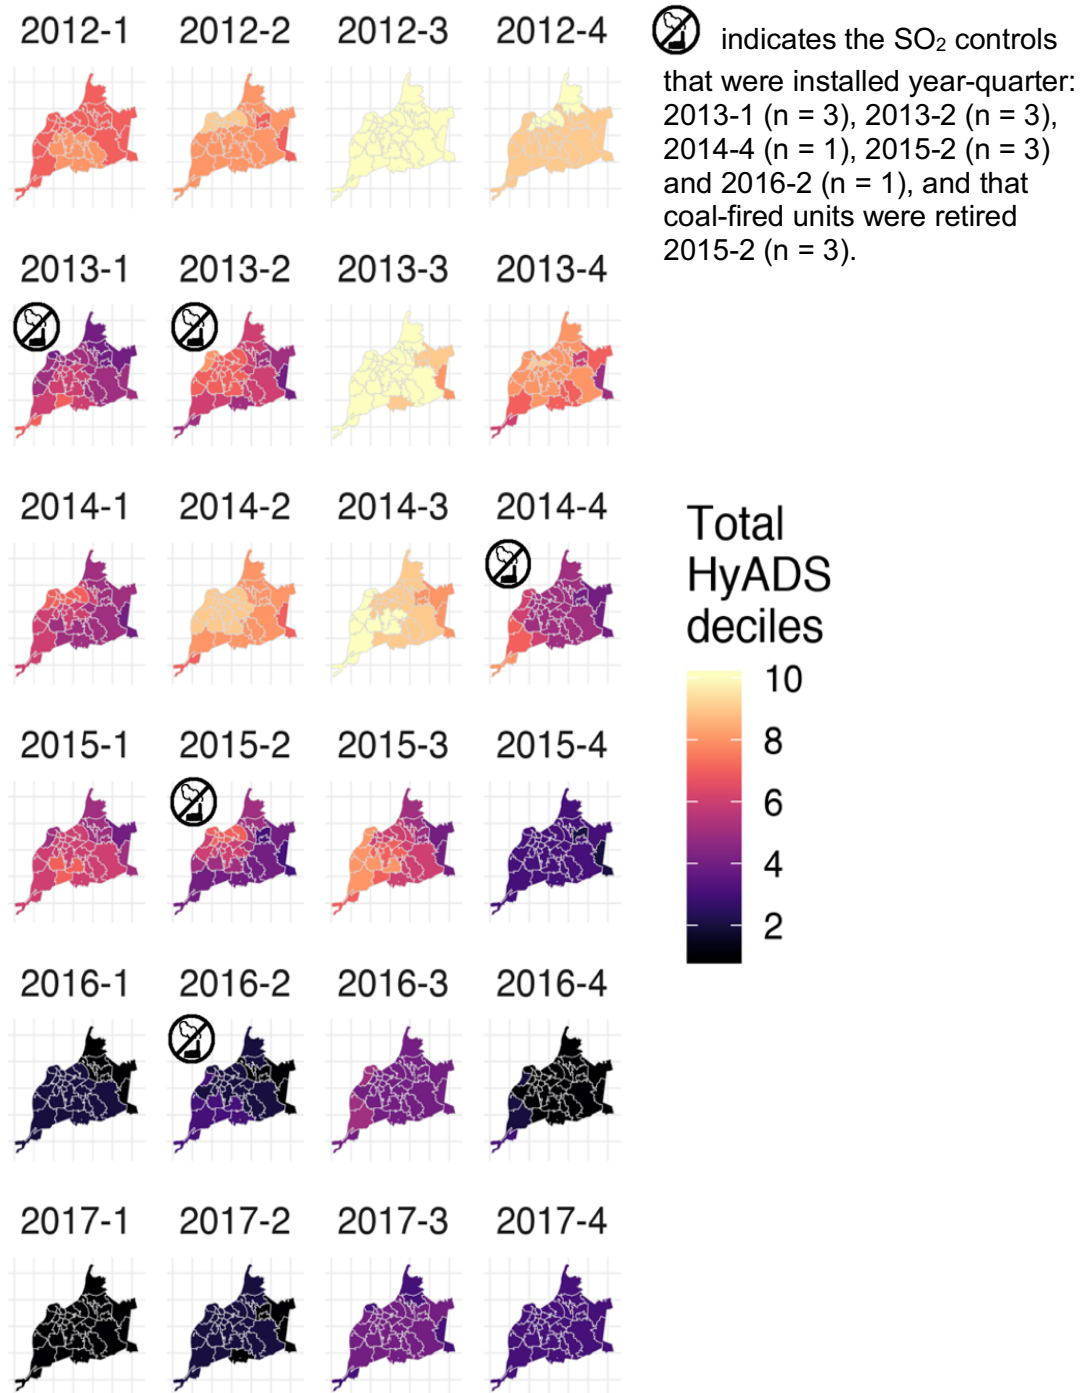 2012-1 2012-2 2012-3 2012-4
indicates the SO₂ controls
that were installed year-quarter:
2013-1 (n = 3), 2013-2 (n = 3),
2014-4 (n = 1), 2015-2 (n = 3)
and 2016-2 (n = 1), and that
coal-fired units were retired
2015-2 (n = 3).
2013-1 2013-2 2013-3 2013-4
2014-1 2014-2 2014-3 2014-4
2015-1 2015-2 2015-3 2015-4
2016-1 2016-2 2016-3 2016-4
2017-1 2017-2 2017-3 2017-4
Total
HyADS
deciles
10
8
6
4
2